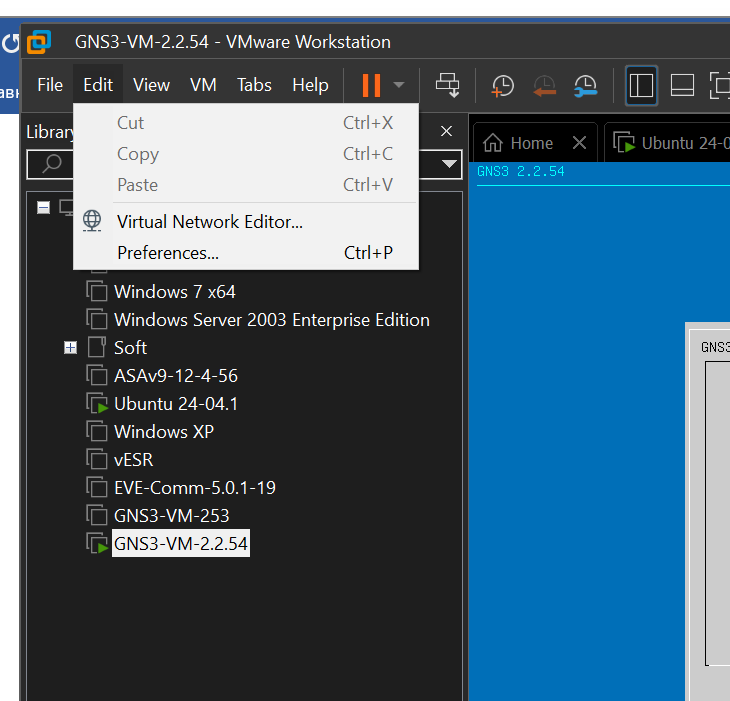 GNS3-VM-2.2.54 - VMware Workstation
File Edit View VM Tabs Help
Cut Ctrl+X
Copy Ctrl+C
Paste Ctrl+V
Virtual Network Editor...
Preferences... Ctrl+P
Library
Home
Ubuntu 24-0
GNS3 2.2.54
GNS3
Windows 7 x64
Windows Server 2003 Enterprise Edition
Soft
ASAv9-12-4-56
Ubuntu 24-04.1
Windows XP
vESR
EVE-Comm-5.0.1-19
GNS3-VM-253
GNS3-VM-2.2.54